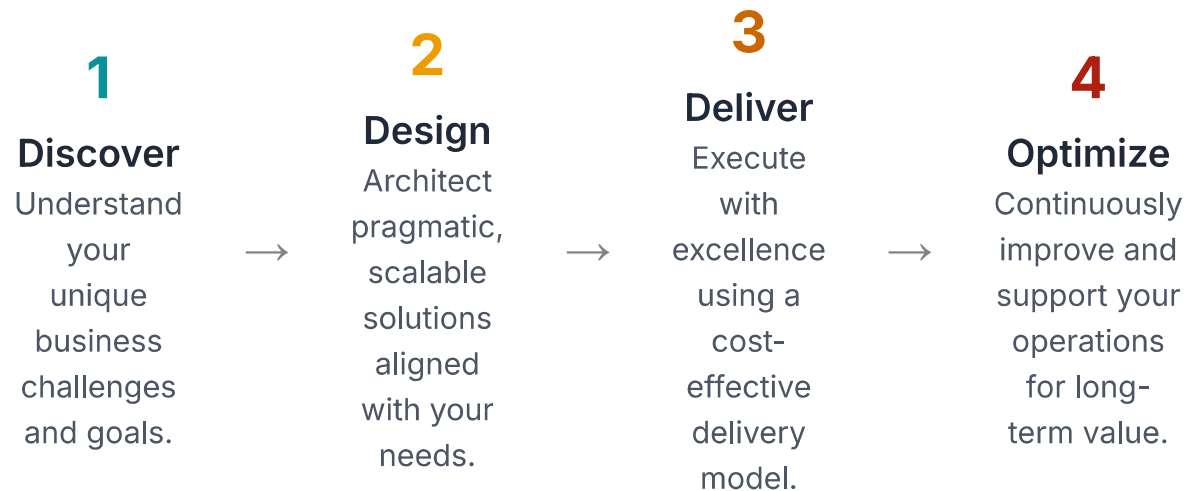 1
Discover
Understand
your
unique
business
challenges
and goals.
→
2
Design
Architect
pragmatic,
scalable
solutions
aligned
with your
needs.
→
3
Deliver
Execute
with
excellence
using a
cost-
effective
delivery
model.
→
4
Optimize
Continuously
improve and
support your
operations
for long-
term value.